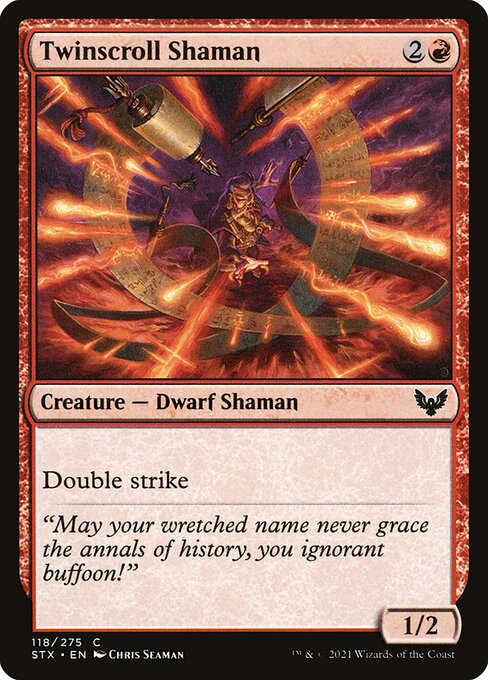 Twinscroll Shaman 2
Creature — Dwarf Shaman
Double strike
“May your wretched name never grace
the annals of history, you ignorant
buffoon!”
1/2
118/275 C
STX • EN Chris Seaman
™ & © 2021 Wizards of the Coast